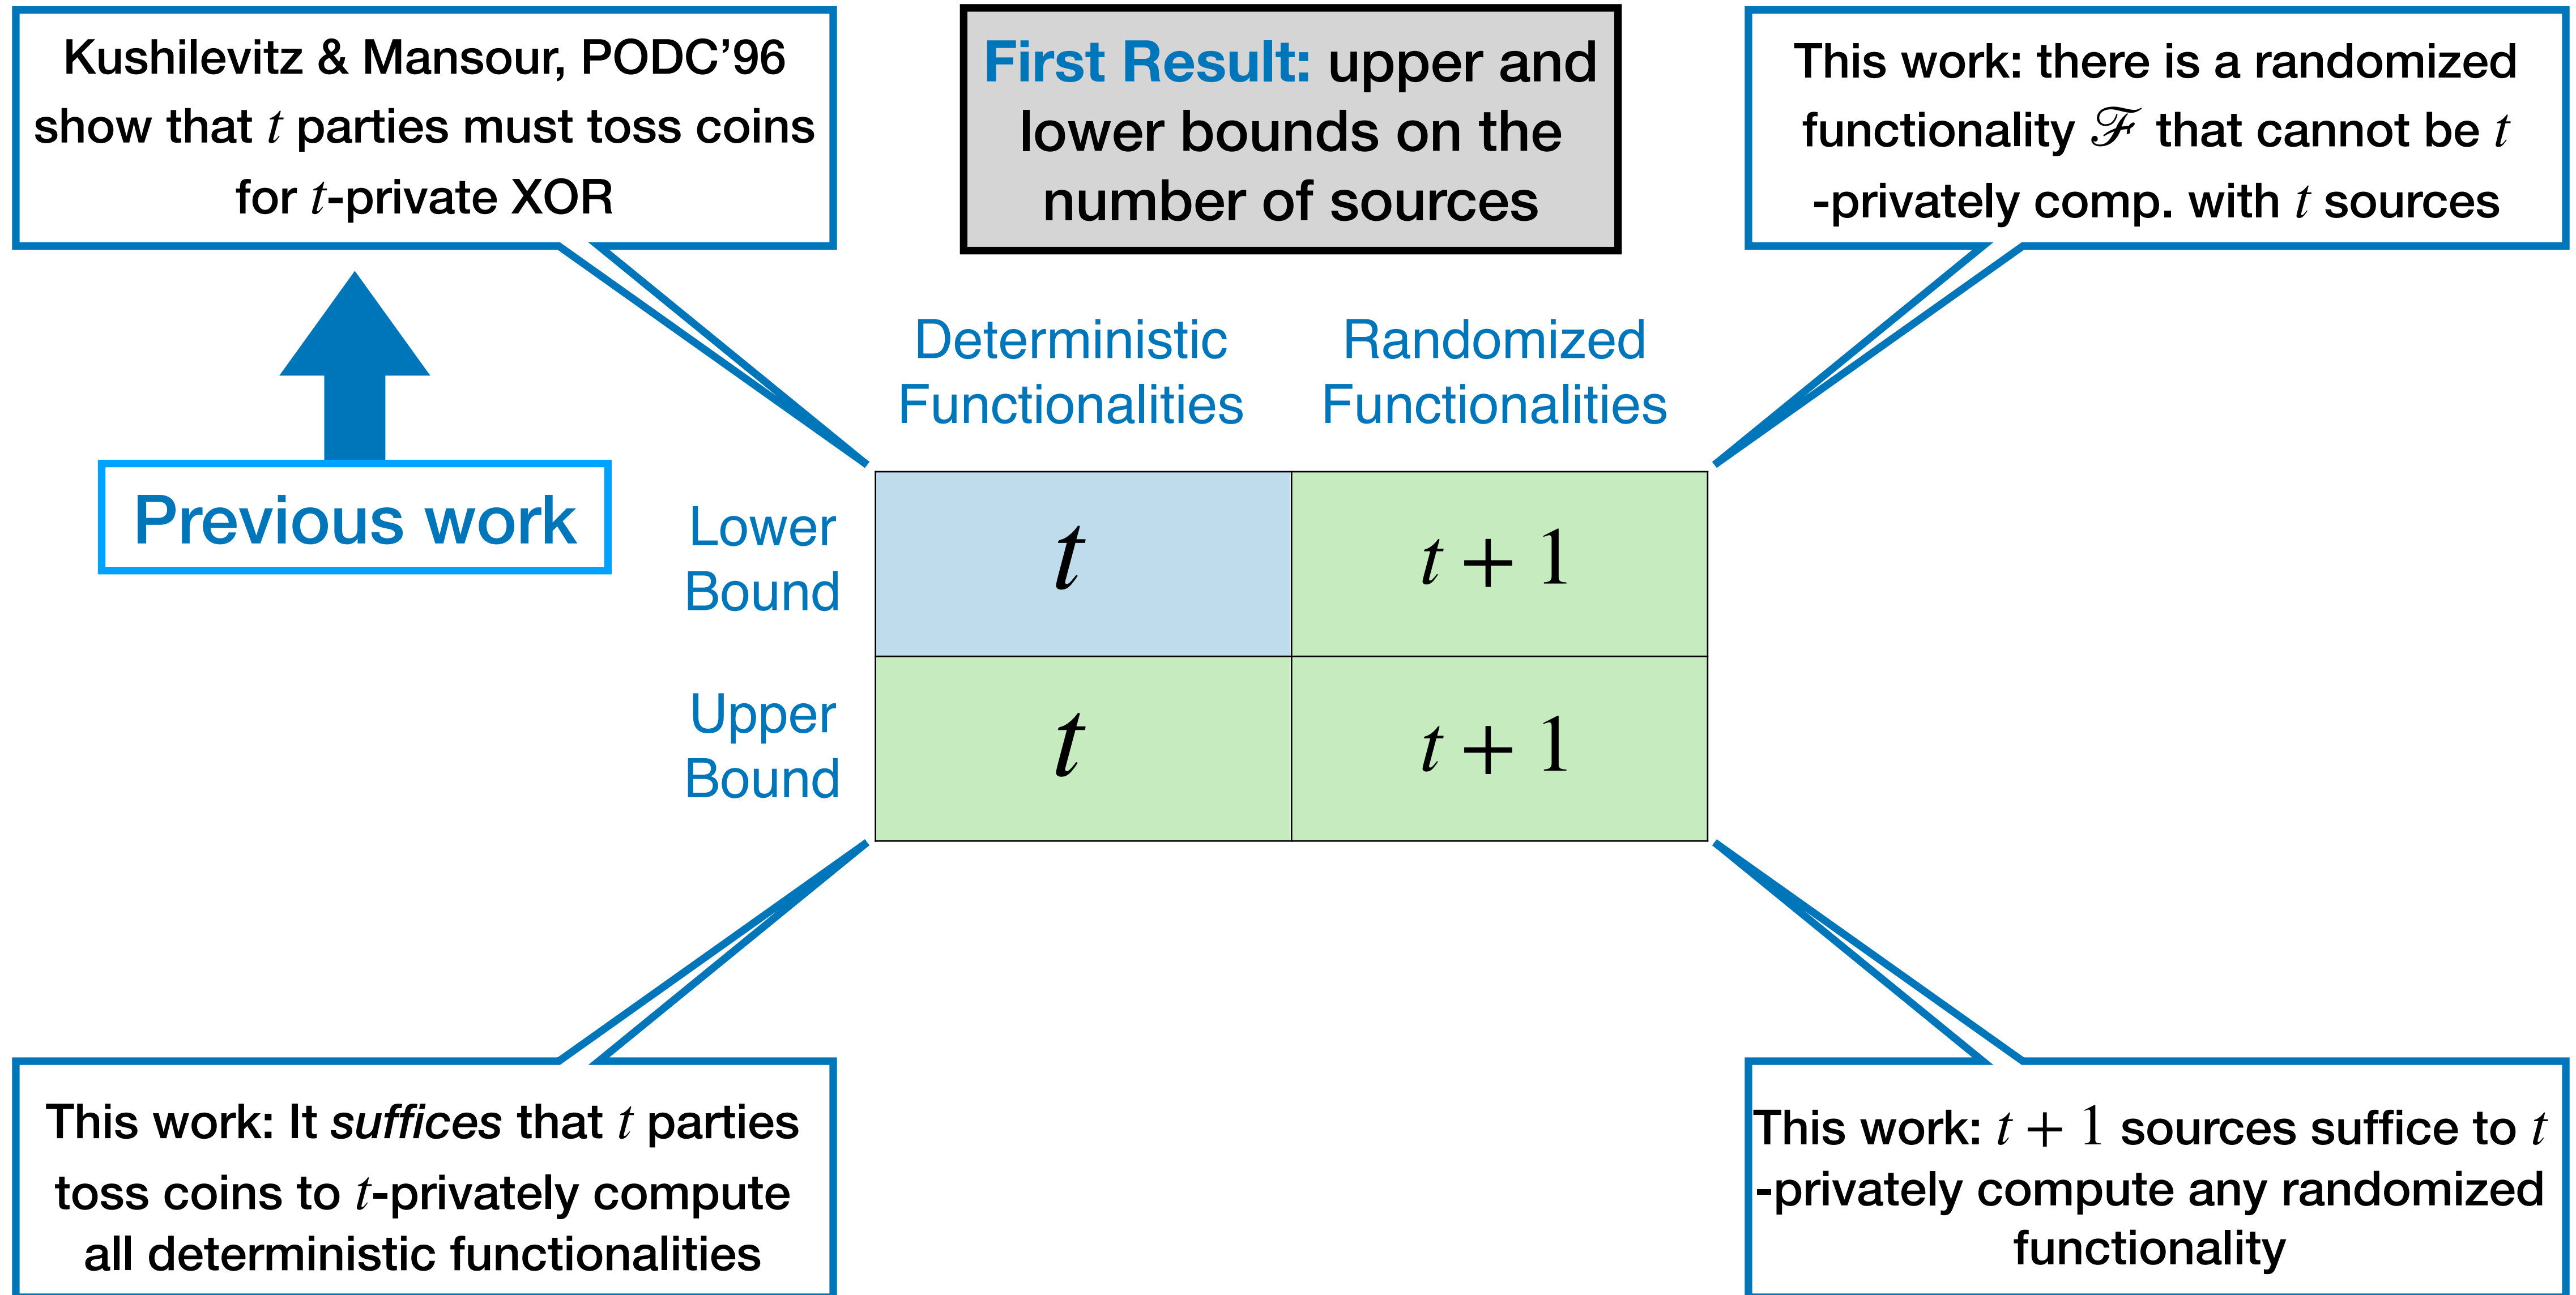 Kushilevitz & Mansour, PODC’96
show that t parties must toss coins
for t-private XOR
First Result: upper and
lower bounds on the
number of sources
This work: there is a randomized
functionality ℱ that cannot be t
-privately comp. with t sources
Previous work
Deterministic
Functionalities
Randomized
Functionalities
Lower
Bound
t
t + 1
Upper
Bound
t
t + 1
This work: It suffices that t parties
toss coins to t-privately compute
all deterministic functionalities
This work: t + 1 sources suffice to t
-privately compute any randomized
functionality